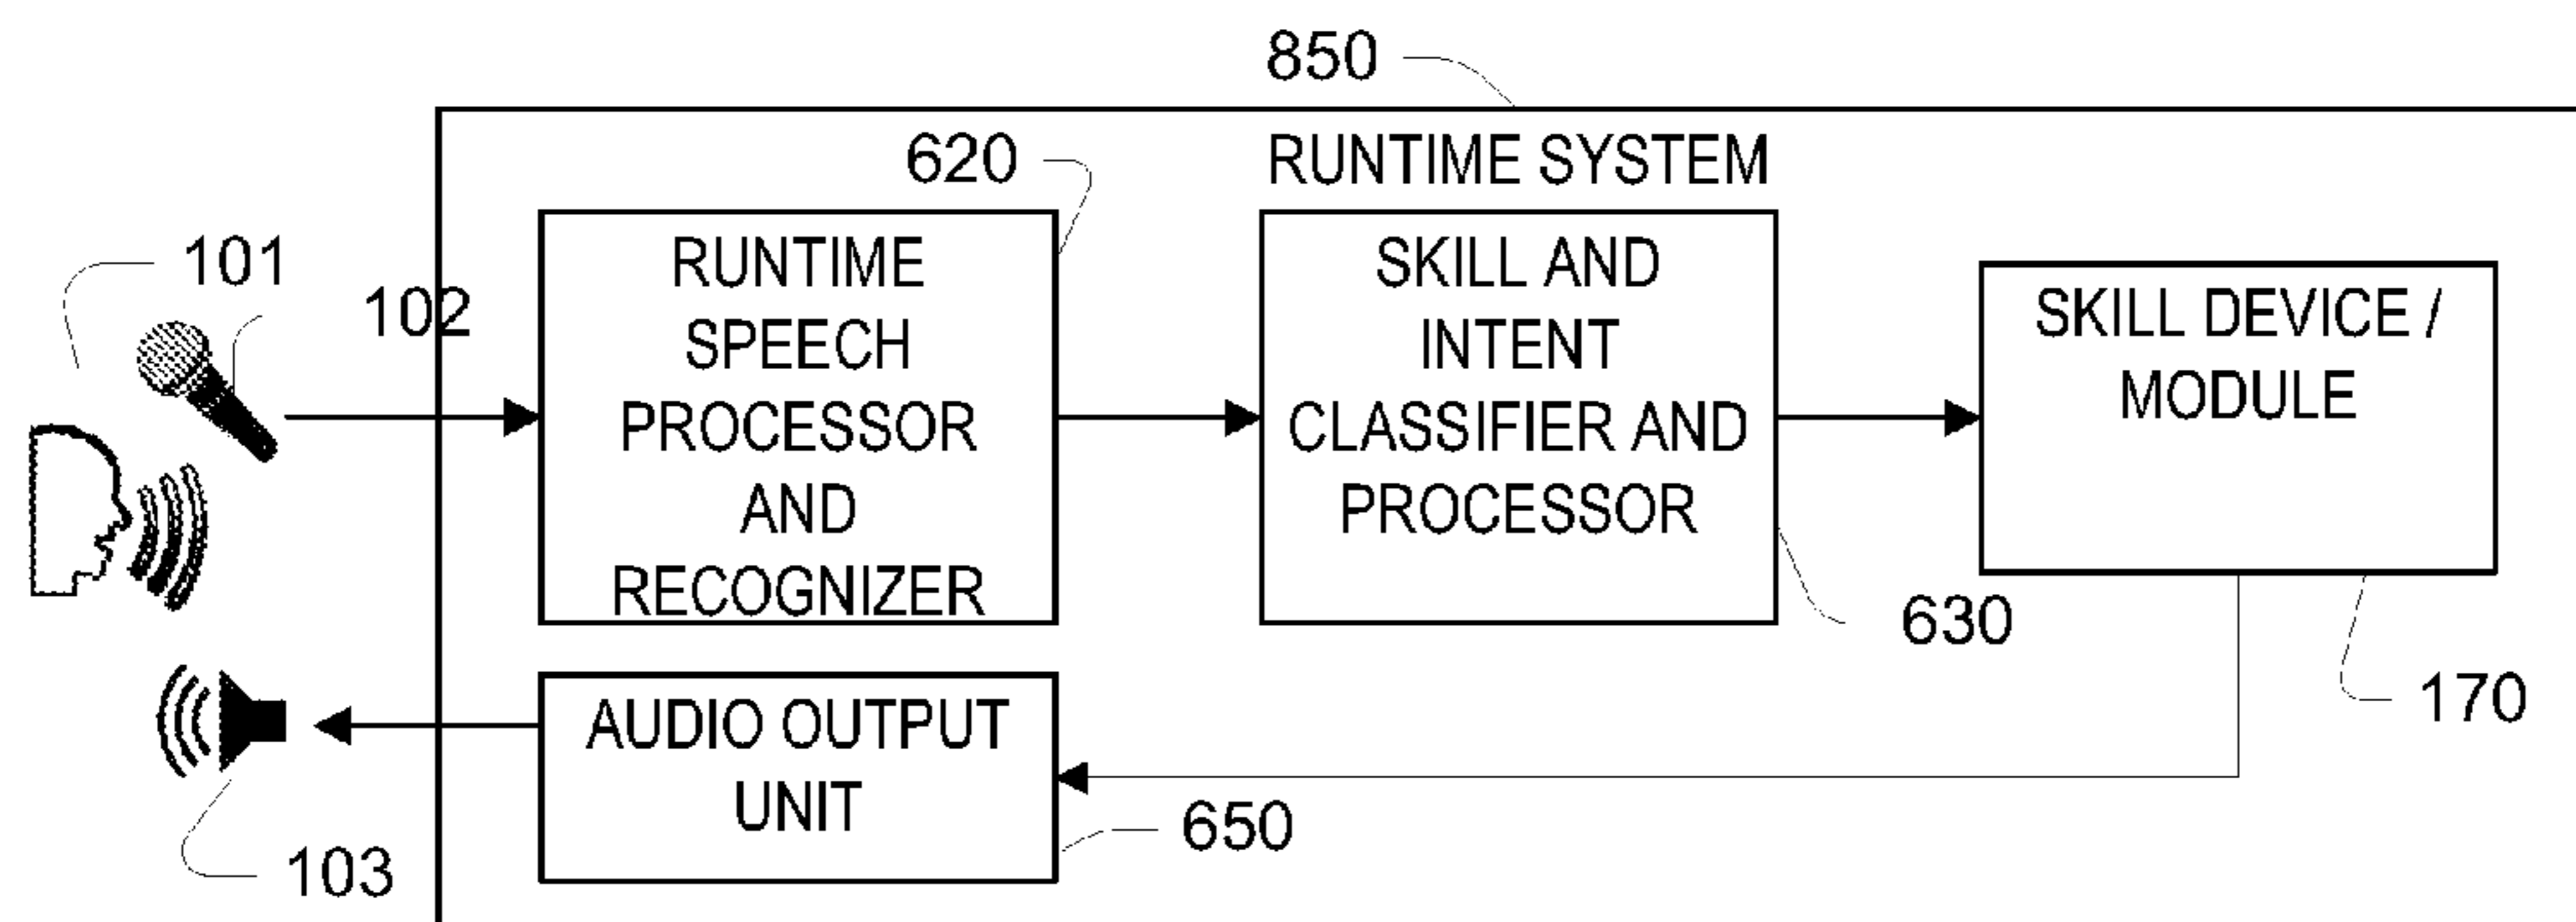 850
RUNTIME SYSTEM
620
101
102
RUNTIME
SPEECH
PROCESSOR
AND
RECOGNIZER
SKILL AND
INTENT
CLASSIFIER AND
PROCESSOR
SKILL DEVICE /
MODULE
630
170
AUDIO OUTPUT
UNIT
650
103